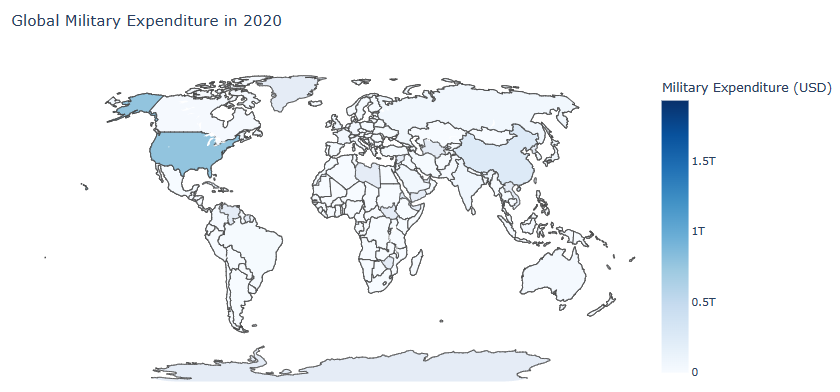 Global Military Expenditure in 2020
Military Expenditure (USD)
1.5T
1T
0.5T
0